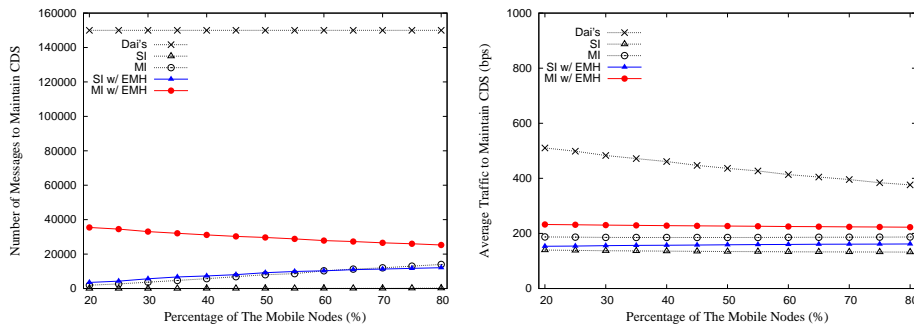 Number of Messages to Maintain CDS
160000
140000
120000
100000
80000
60000
40000
20000
0
Dai's
SI
MI
SI w/ EMH
MI w/ EMH
20 30 40 50 60 70 80
Percentage of The Mobile Nodes (%)
Average Traffic to Maintain CDS (bps)
1000
800
600
400
200
0
Dai's
SI
MI
SI w/ EMH
MI w/ EMH
20 30 40 50 60 70 80
Percentage of The Mobile Nodes (%)